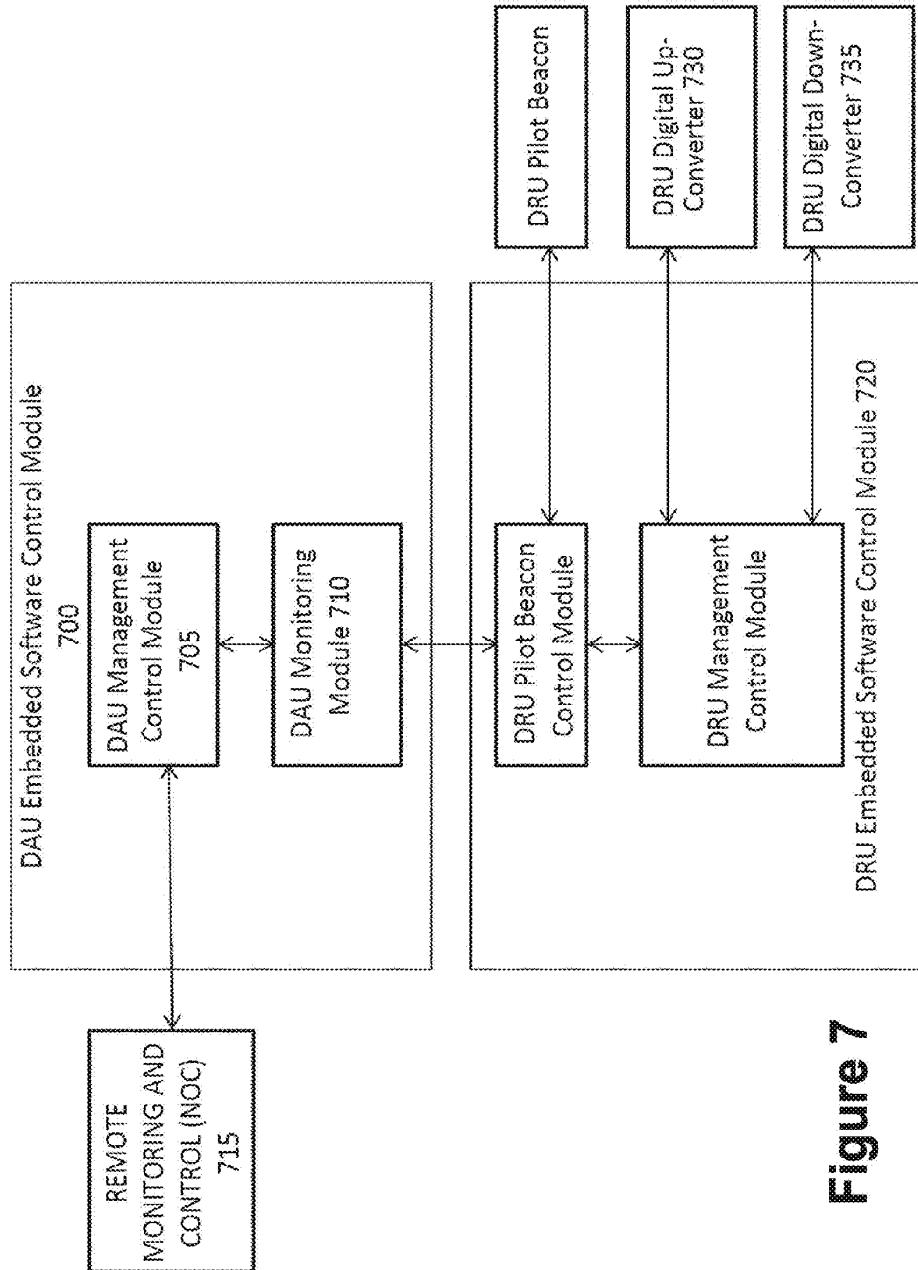 DAU Embedded Software Control Module
700
DAU Management
Control Module
705
DAU Monitoring
Module 710
REMOTE
MONITORING AND
CONTROL (NOC)
715
DRU Pilot Beacon
Control Module
DRU Management
Control Module
DRU Embedded Software Control Module 720
DRU Pilot Beacon
DRU Digital Up-
Converter 730
DRU Digital Down-
Converter 735
Figure 7